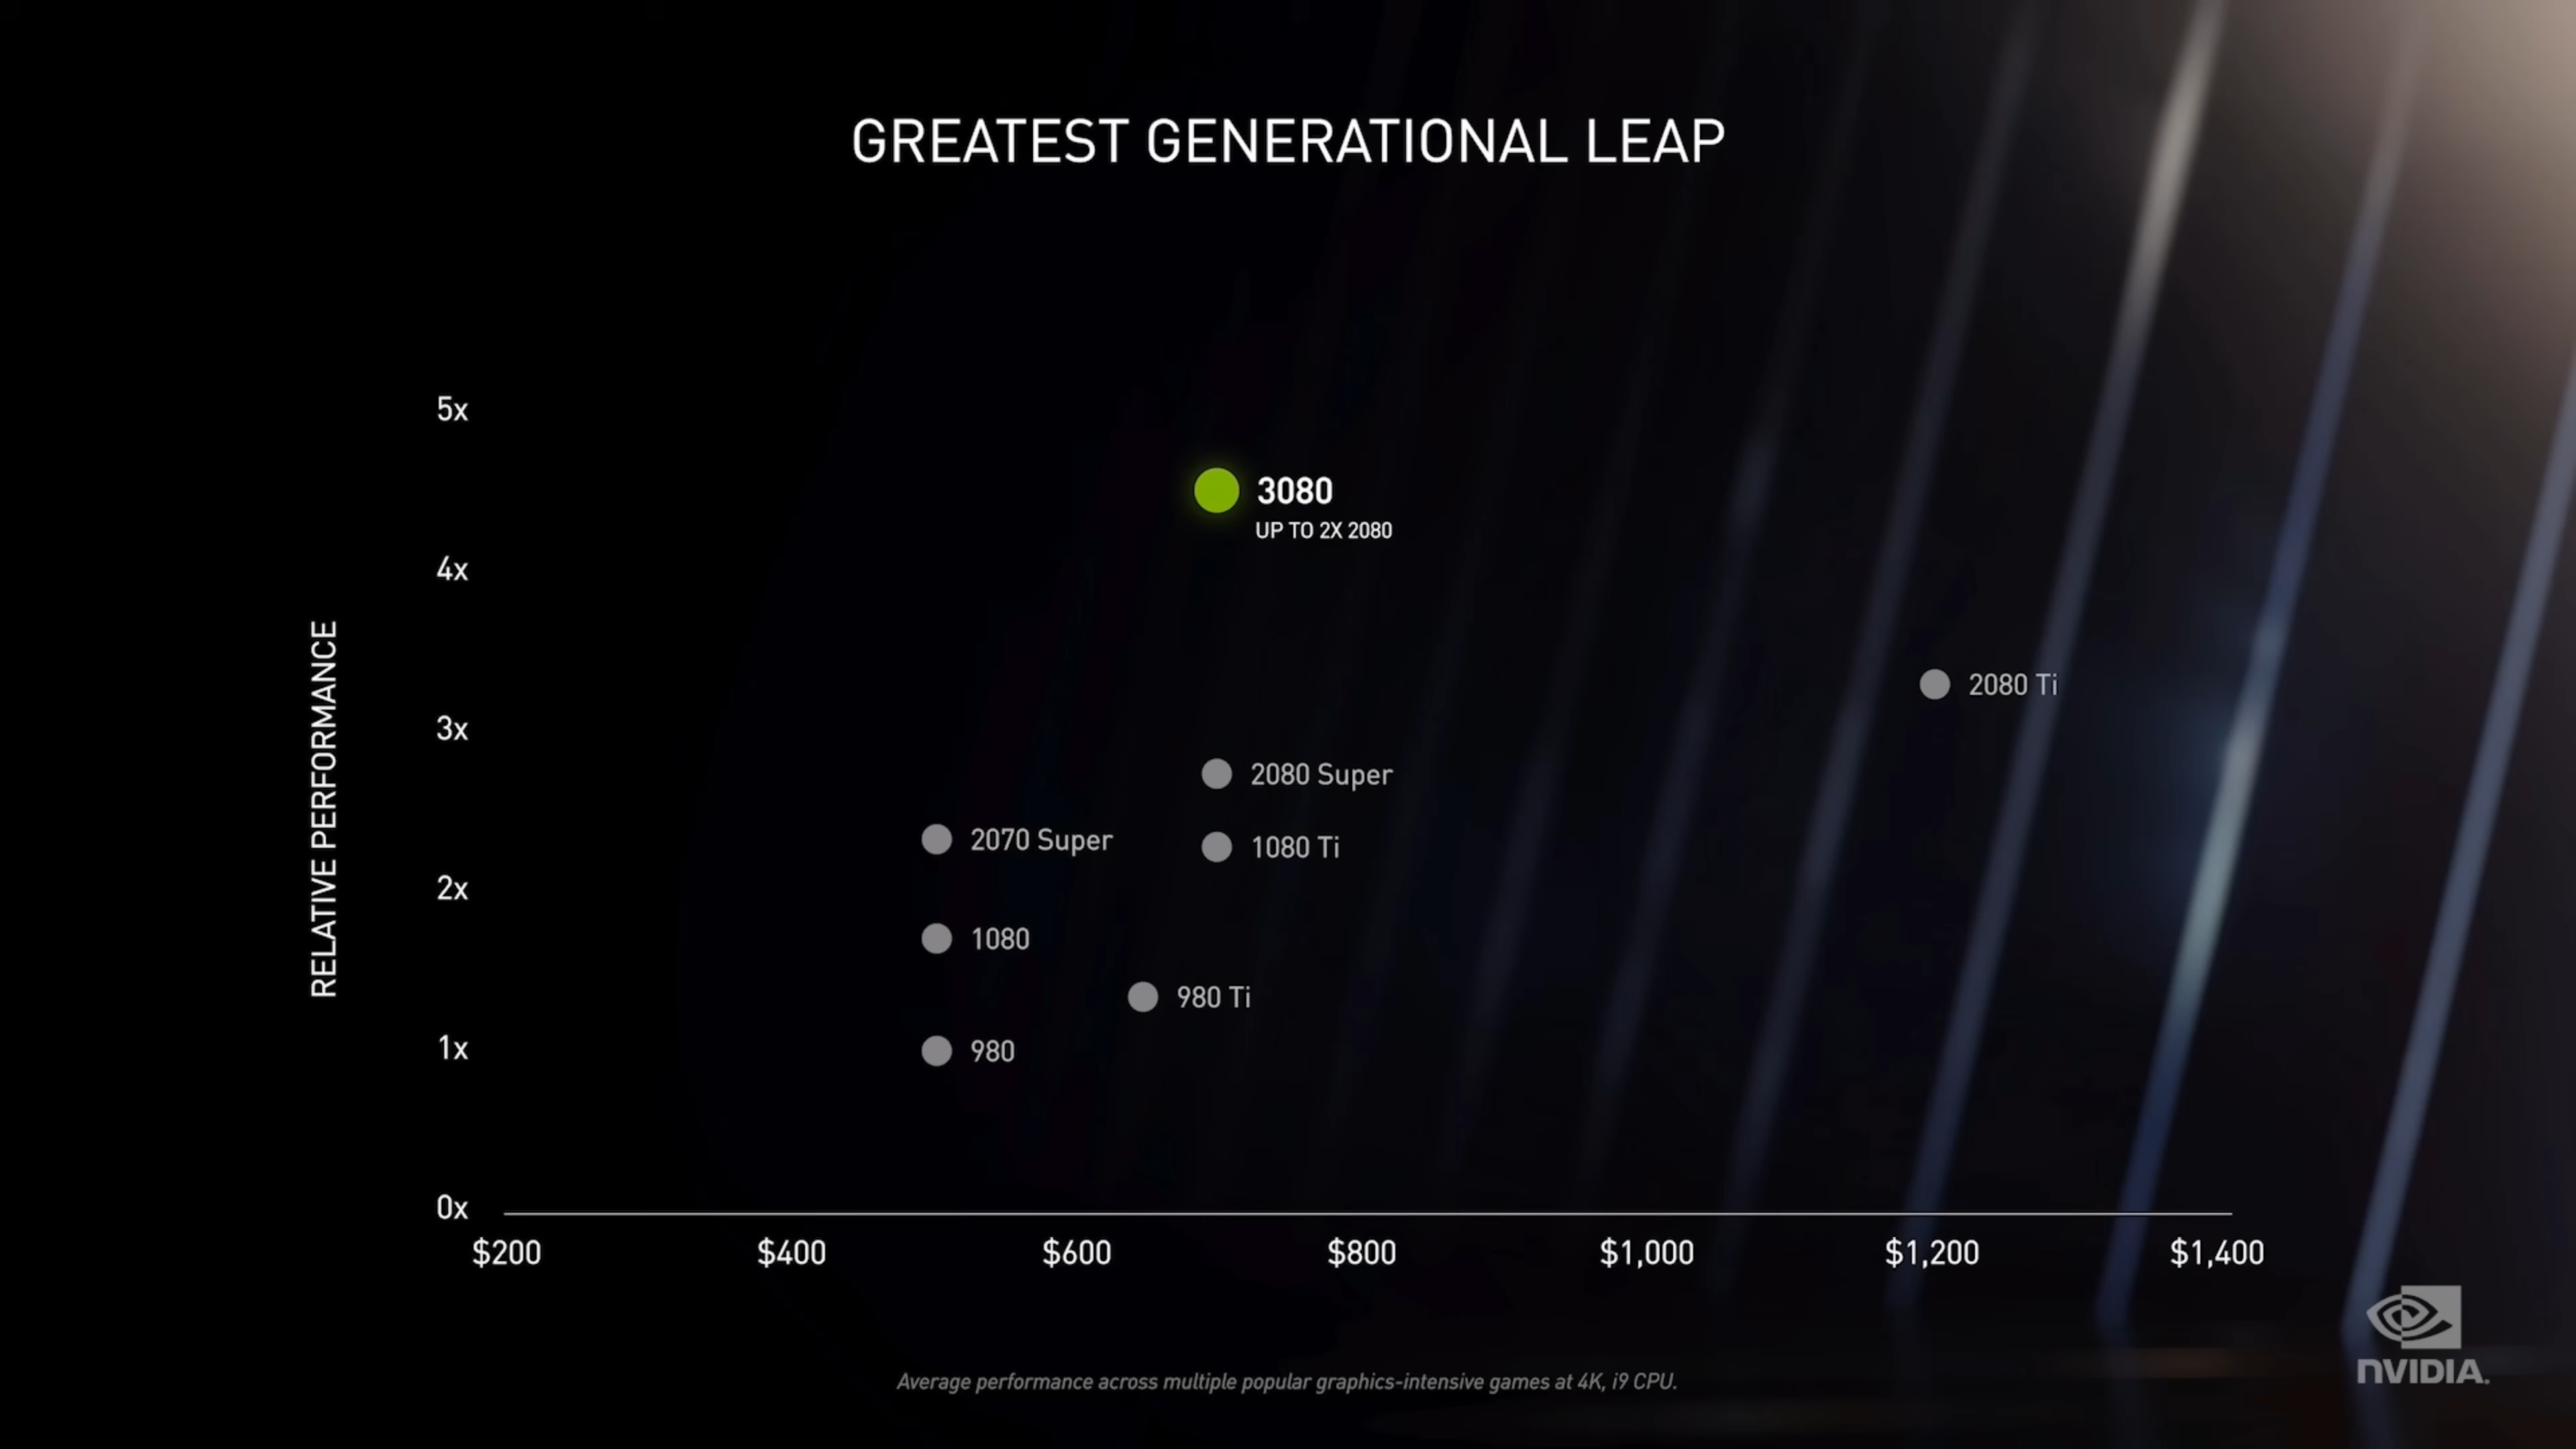 GREATEST GENERATIONAL LEAP
RELATIVE PERFORMANCE
5x
4x
3x
2x
1x
0x
3080
UP TO 2X 2080
2080 Ti
2080 Super
2070 Super
1080 Ti
1080
980 Ti
980
$200 $400 $600 $800 $1,000 $1,200 $1,400
Average performance across multiple popular graphics-intensive games at 4K, i9 CPU.
NVIDIA.